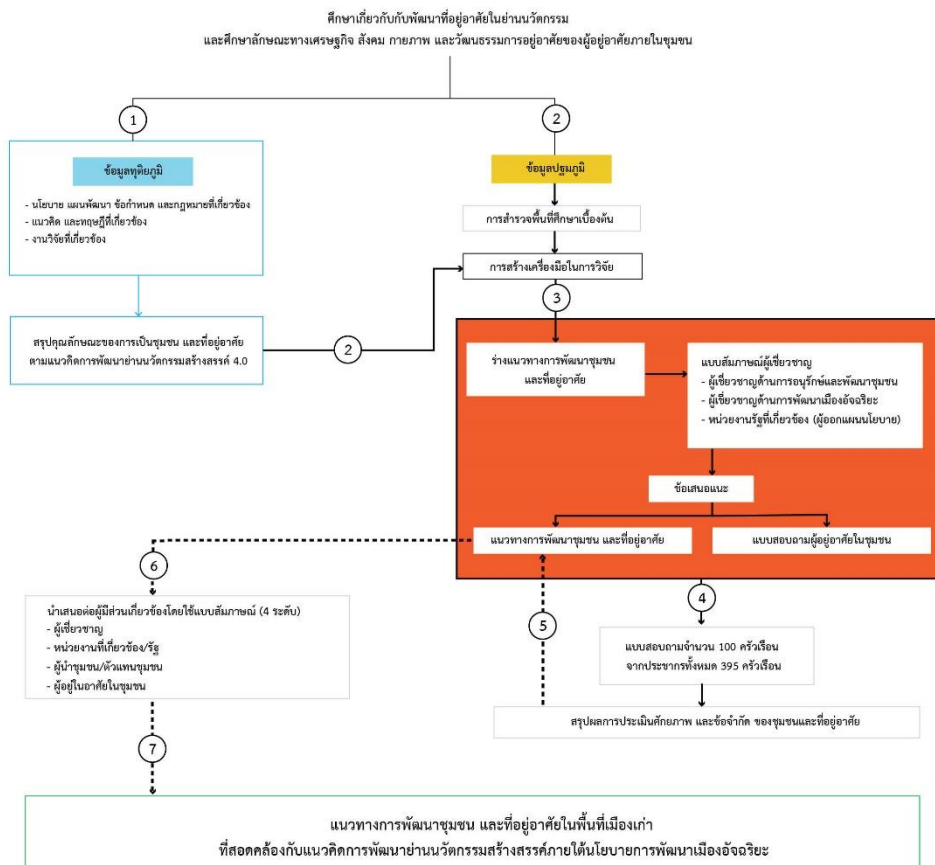 ศึกษาเกี่ยวกับกับพัฒนาที่อยู่อาศัยในย่านนวัตกรรม
และศึกษาลักษณะทางเศรษฐกิจ สังคม กายภาพ และวัฒนธรรมการอยู่อาศัยของผู้อยู่อาศัยภายในชุมชน
1
2
ข้อมูลทุติยภูมิ
- นโยบาย แผนพัฒนา ข้อกำหนด และกฎหมายที่เกี่ยวข้อง
- แนวคิด และทฤษฎีที่เกี่ยวข้อง
- งานวิจัยที่เกี่ยวข้อง
ข้อมูลปฐมภูมิ
การสำรวจพื้นที่ศึกษาเบื้องต้น
การสร้างเครื่องมือในการวิจัย
สรุปคุณลักษณะของการเป็นชุมชน และที่อยู่อาศัย
ตามแนวคิดการพัฒนาย่านนวัตกรรมสร้างสรรค์ 4.0
2
3
ร่างแนวทางการพัฒนาชุมชน
และที่อยู่อาศัย
แบบสัมภาษณ์ผู้เชี่ยวชาญ
- ผู้เชี่ยวชาญด้านการอนุรักษ์และพัฒนาชุมชน
- ผู้เชี่ยวชาญด้านการพัฒนาเมืองอัจฉริยะ
- หน่วยงานรัฐที่เกี่ยวข้อง (ผู้ออกแผนนโยบาย)
ข้อเสนอแนะ
แนวทางการพัฒนาชุมชน และที่อยู่อาศัย
แบบสอบถามผู้อยู่อาศัยในชุมชน
6
4
5
นำเสนอต่อผู้มีส่วนเกี่ยวข้องโดยใช้แบบสัมภาษณ์ (4 ระดับ)
- ผู้เชี่ยวชาญ
- หน่วยงานที่เกี่ยวข้อง/รัฐ
- ผู้นำชุมชน/ตัวแทนชุมชน
- ผู้อยู่ในอาศัยในชุมชน
แบบสอบถามจำนวน 100 ครัวเรือน
จากประชากรทั้งหมด 395 ครัวเรือน
สรุปผลการประเมินศักยภาพ และข้อจำกัด ของชุมชนและที่อยู่อาศัย
7
แนวทางการพัฒนาชุมชน และที่อยู่อาศัยในพื้นที่เมืองเก่า
ที่สอดคล้องกับแนวคิดการพัฒนาย่านนวัตกรรมสร้างสรรค์ภายใต้นโยบายการพัฒนาเมืองอัจฉริยะ